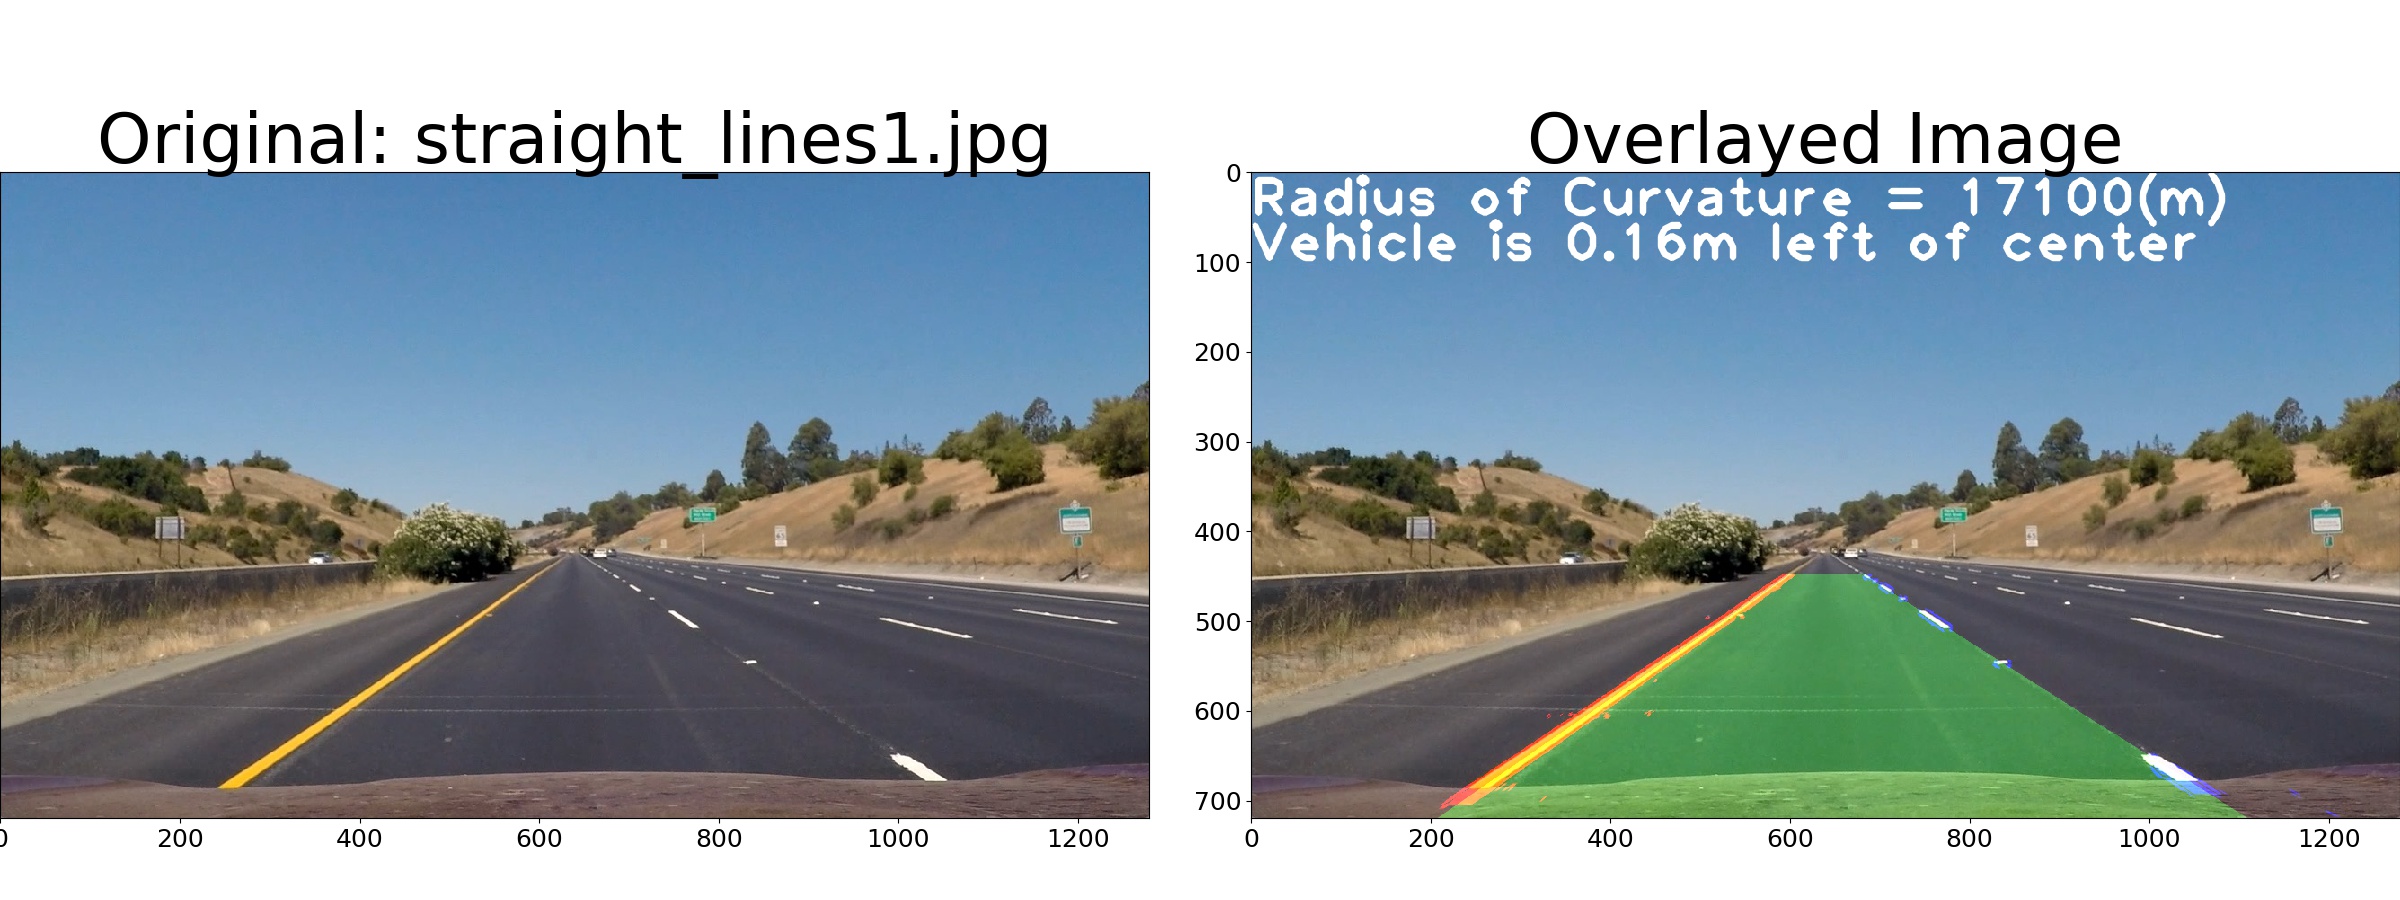 Original: straight_lines1.jpg
Overlayed Image
Radius of Curvature = 17100(m)
Vehicle is 0.16m left of center
0
100
200
300
400
500
600
700
0 200 400 600 800 1000 1200
0 200 400 600 800 1000 1200